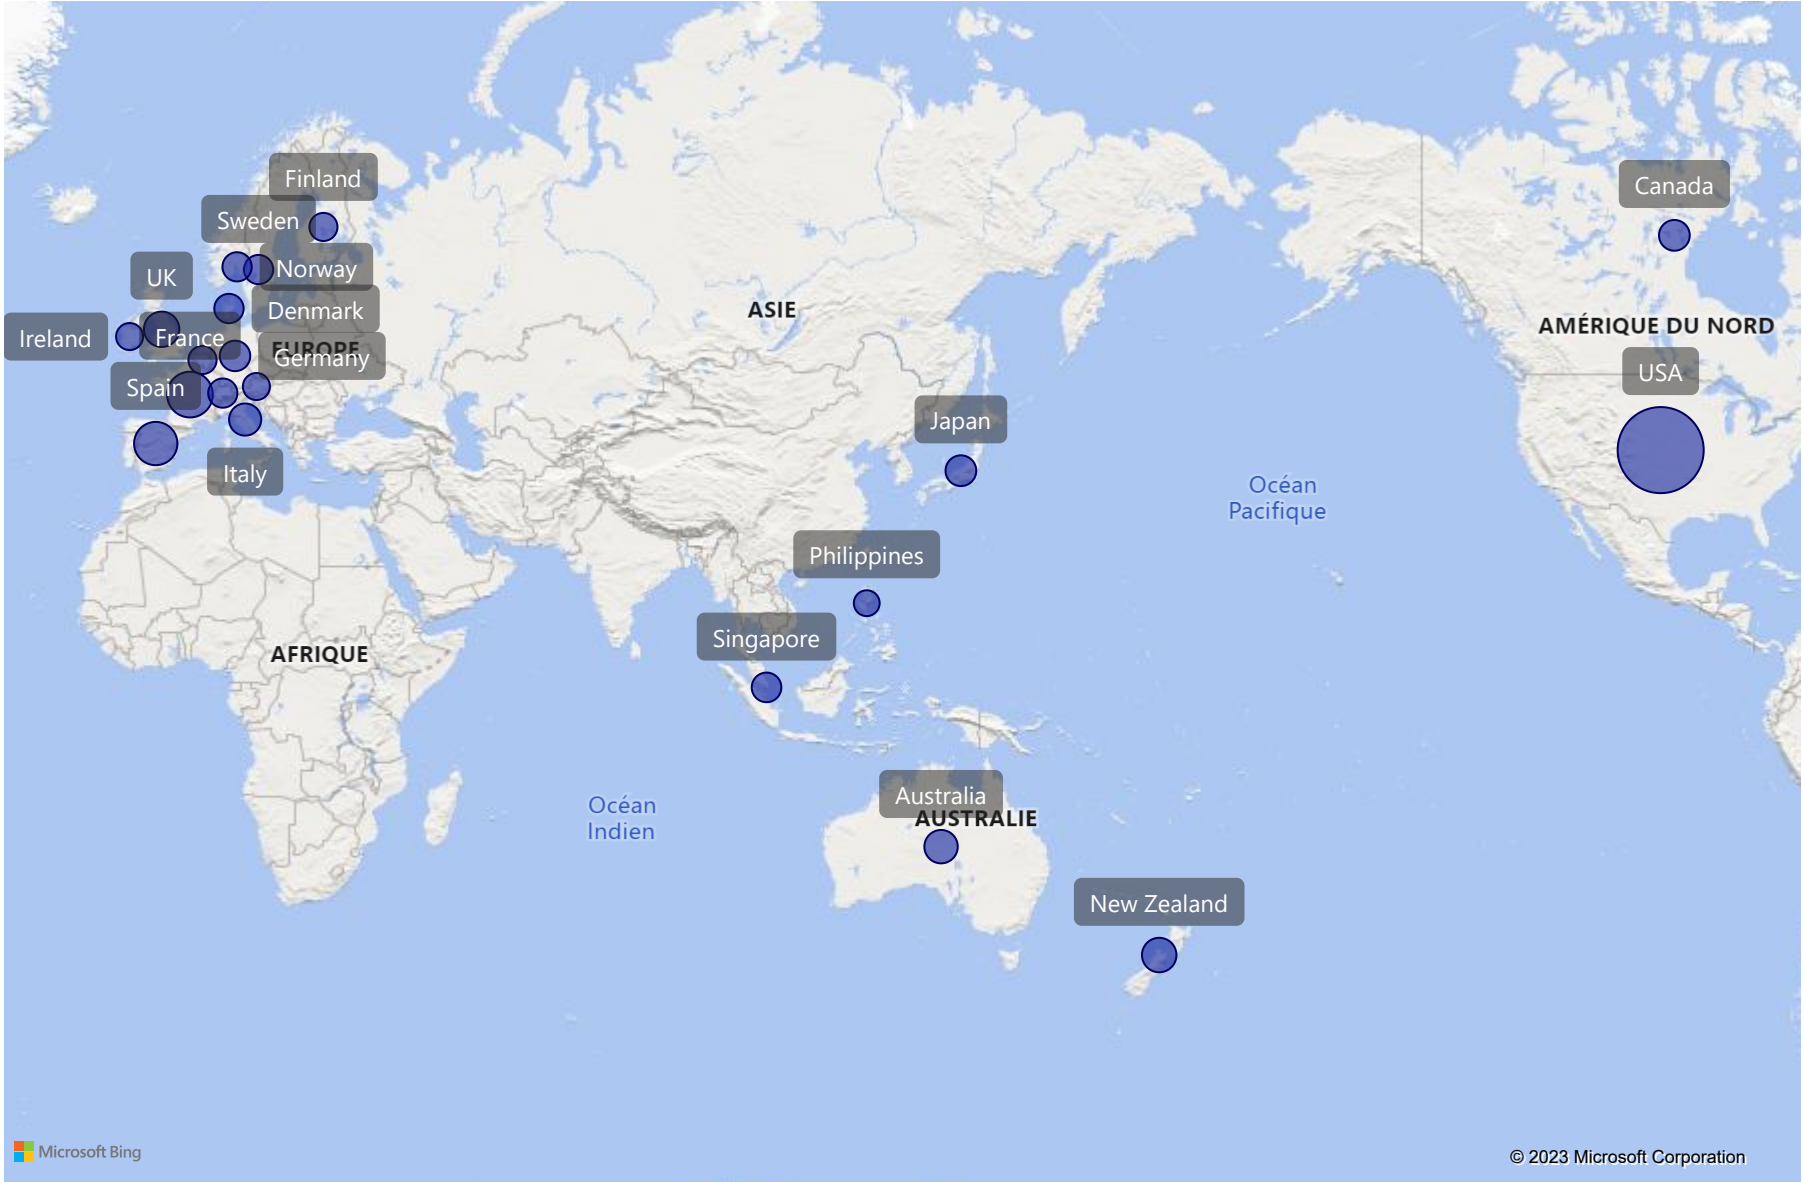 Finland
Canada
Sweden
Norway
UK
Denmark
ASIE
AMÉRIQUE DU NORD
Ireland
France
EUROPE
Germany
USA
Spain
Japan
Italy
Océan
Pacifique
Philippines
Singapore
AFRIQUE
Australia
AUSTRALIE
Océan
Indien
New Zealand
Microsoft Bing
© 2023 Microsoft Corporation